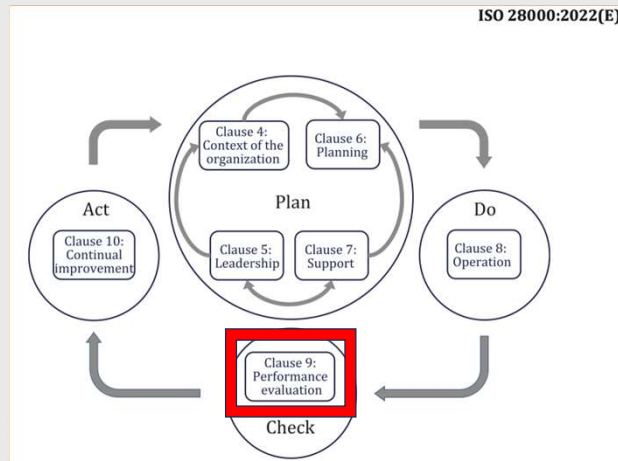 ISO 28000:2022(E)
Clause 4:
Context of the
organization
Clause 6:
Planning
Plan
Clause 5:
Leadership
Clause 7:
Support
Act
Clause 10:
Continual
improvement
Do
Clause 8:
Operation
Clause 9:
Performance
evaluation
Check